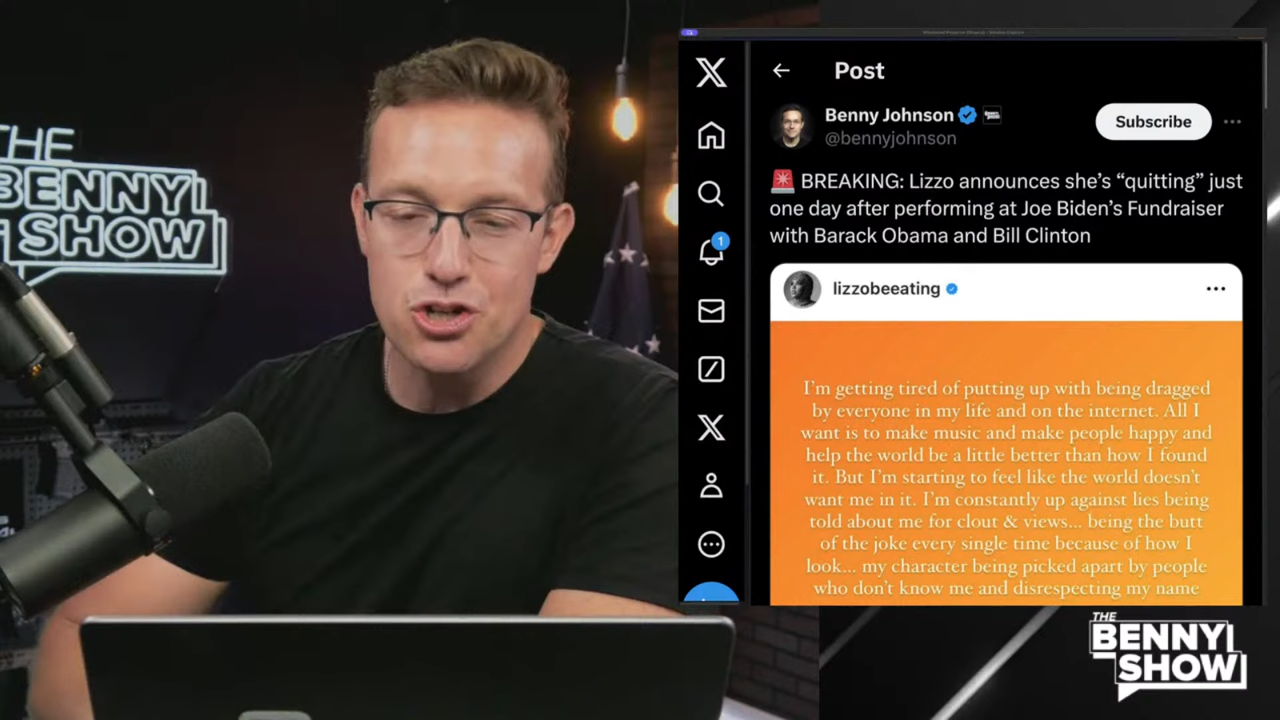 THE
BENNY
SHOW
Post
Benny Johnson
@bennyjohnson
Subscribe
🚨 BREAKING: Lizzo announces she’s “quitting” just
one day after performing at Joe Biden’s Fundraiser
with Barack Obama and Bill Clinton
1
lizzobeeating
I’m getting tired of putting up with being dragged
by everyone in my life and on the internet. All I
want is to make music and make people happy and
help the world be a little better than how I found
it. But I’m starting to feel like the world doesn’t
want me in it. I’m constantly up against lies being
told about me for clout & views... being the butt
of the joke every single time because of how I
look... my character being picked apart by people
who don’t know me and disrespecting my name
THE
BENNY
SHOW